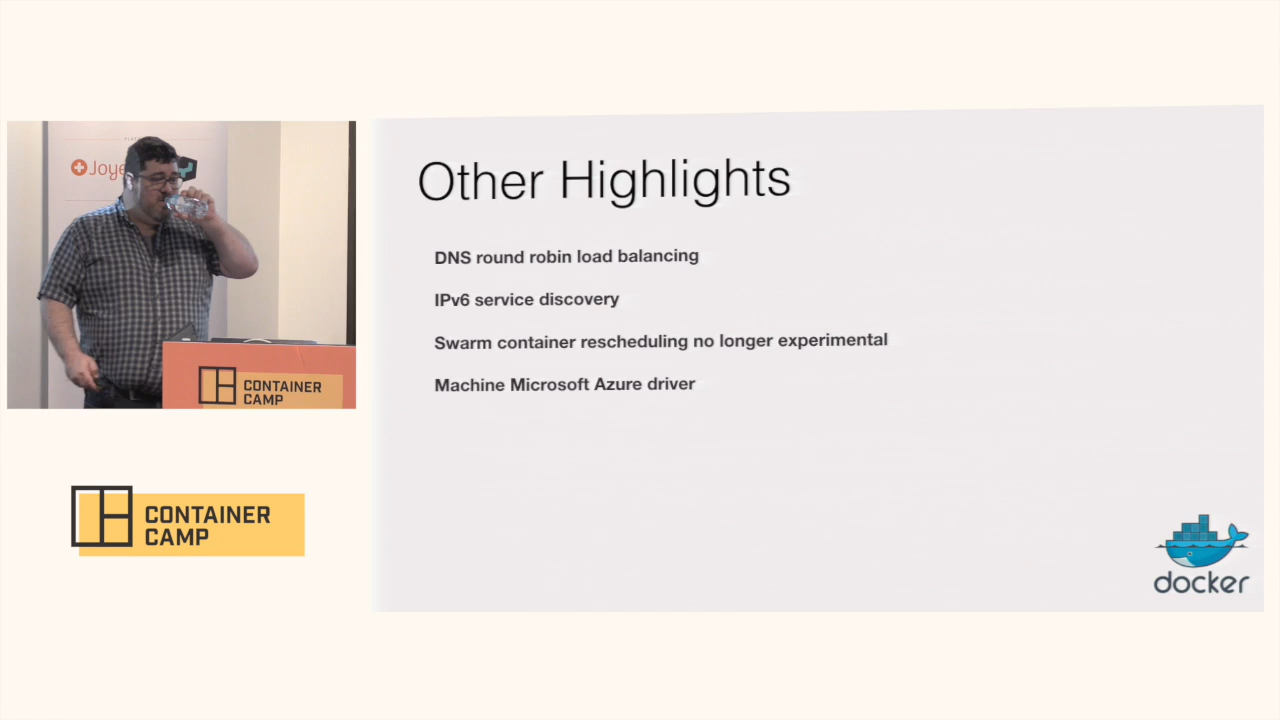 Joye
CONTAINER
CAMP
CONTAINER
CAMP
Other Highlights
DNS round robin load balancing
IPv6 service discovery
Swarm container rescheduling no longer experimental
Machine Microsoft Azure driver
docker